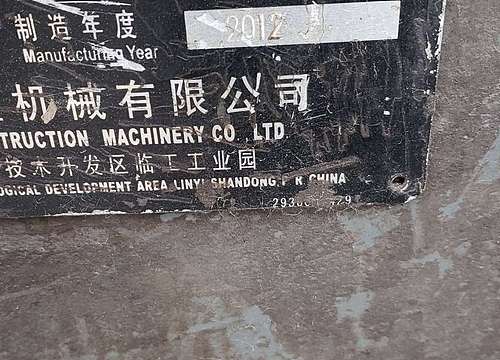 制造年度 2012 月
Manufacturing Year
机械有限公司
TRUCTION MACHINERY CO LTD
技术开发区临工工业园
OGICAL DEVELOPMENT AREA LINYI SHANDONG, P R CHINA